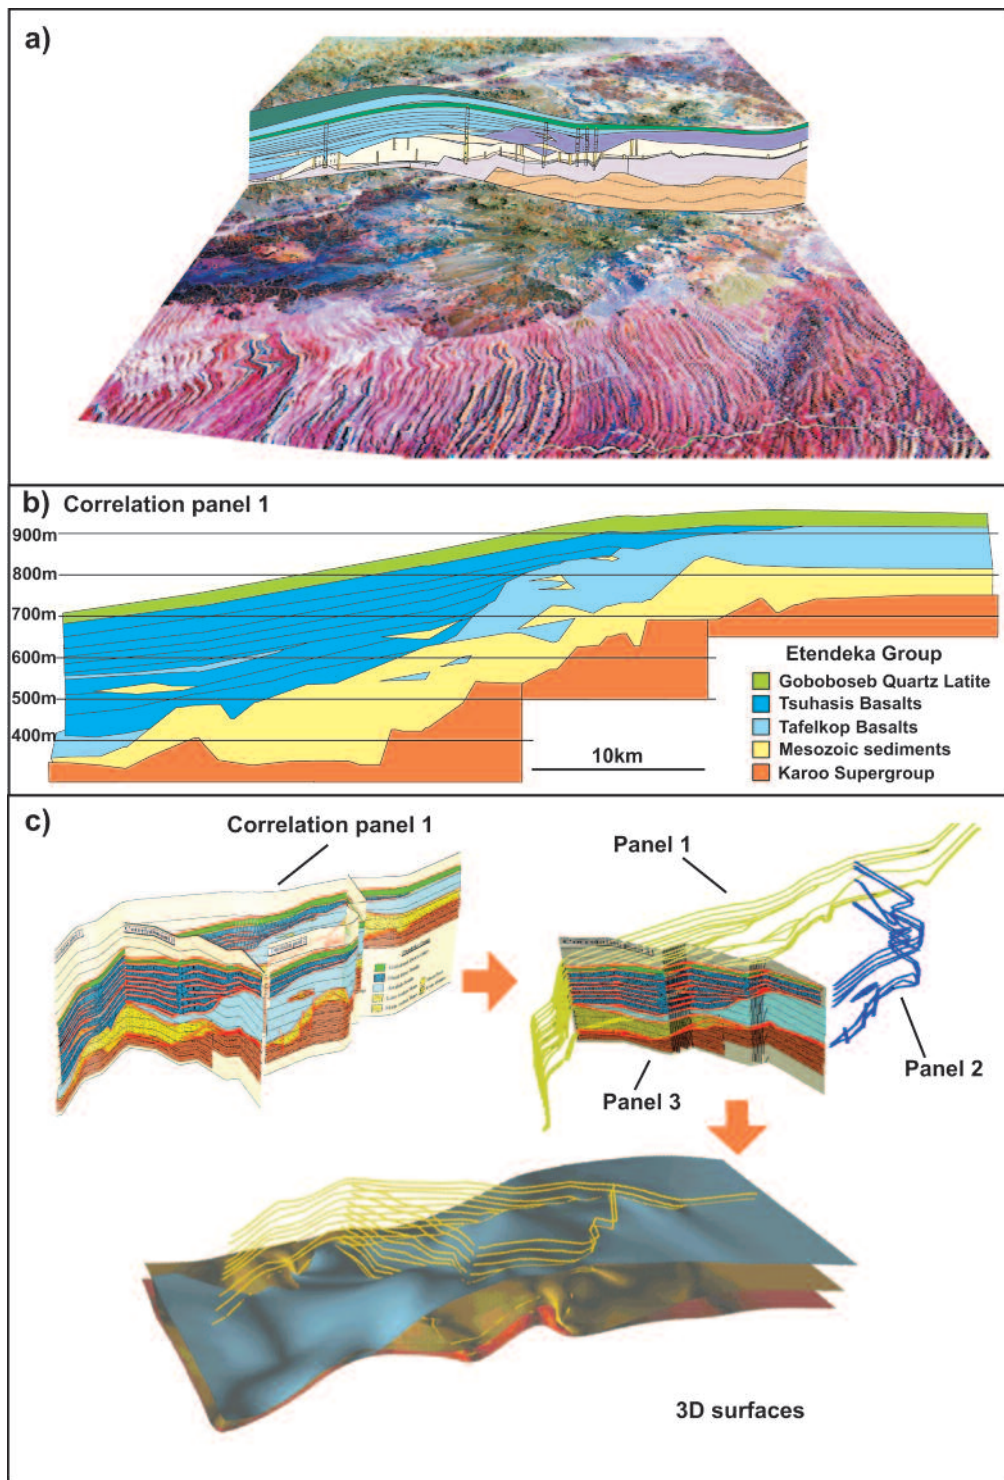 a)
b) Correlation panel 1
900m
800m
700m
600m
500m
400m
10km
Etendeka Group
Goboboseb Quartz Latite
Tsuhasis Basalts
Tafelkop Basalts
Mesozoic sediments
Karoo Supergroup
c)
Correlation panel 1
Panel 1
Panel 2
Panel 3
3D surfaces